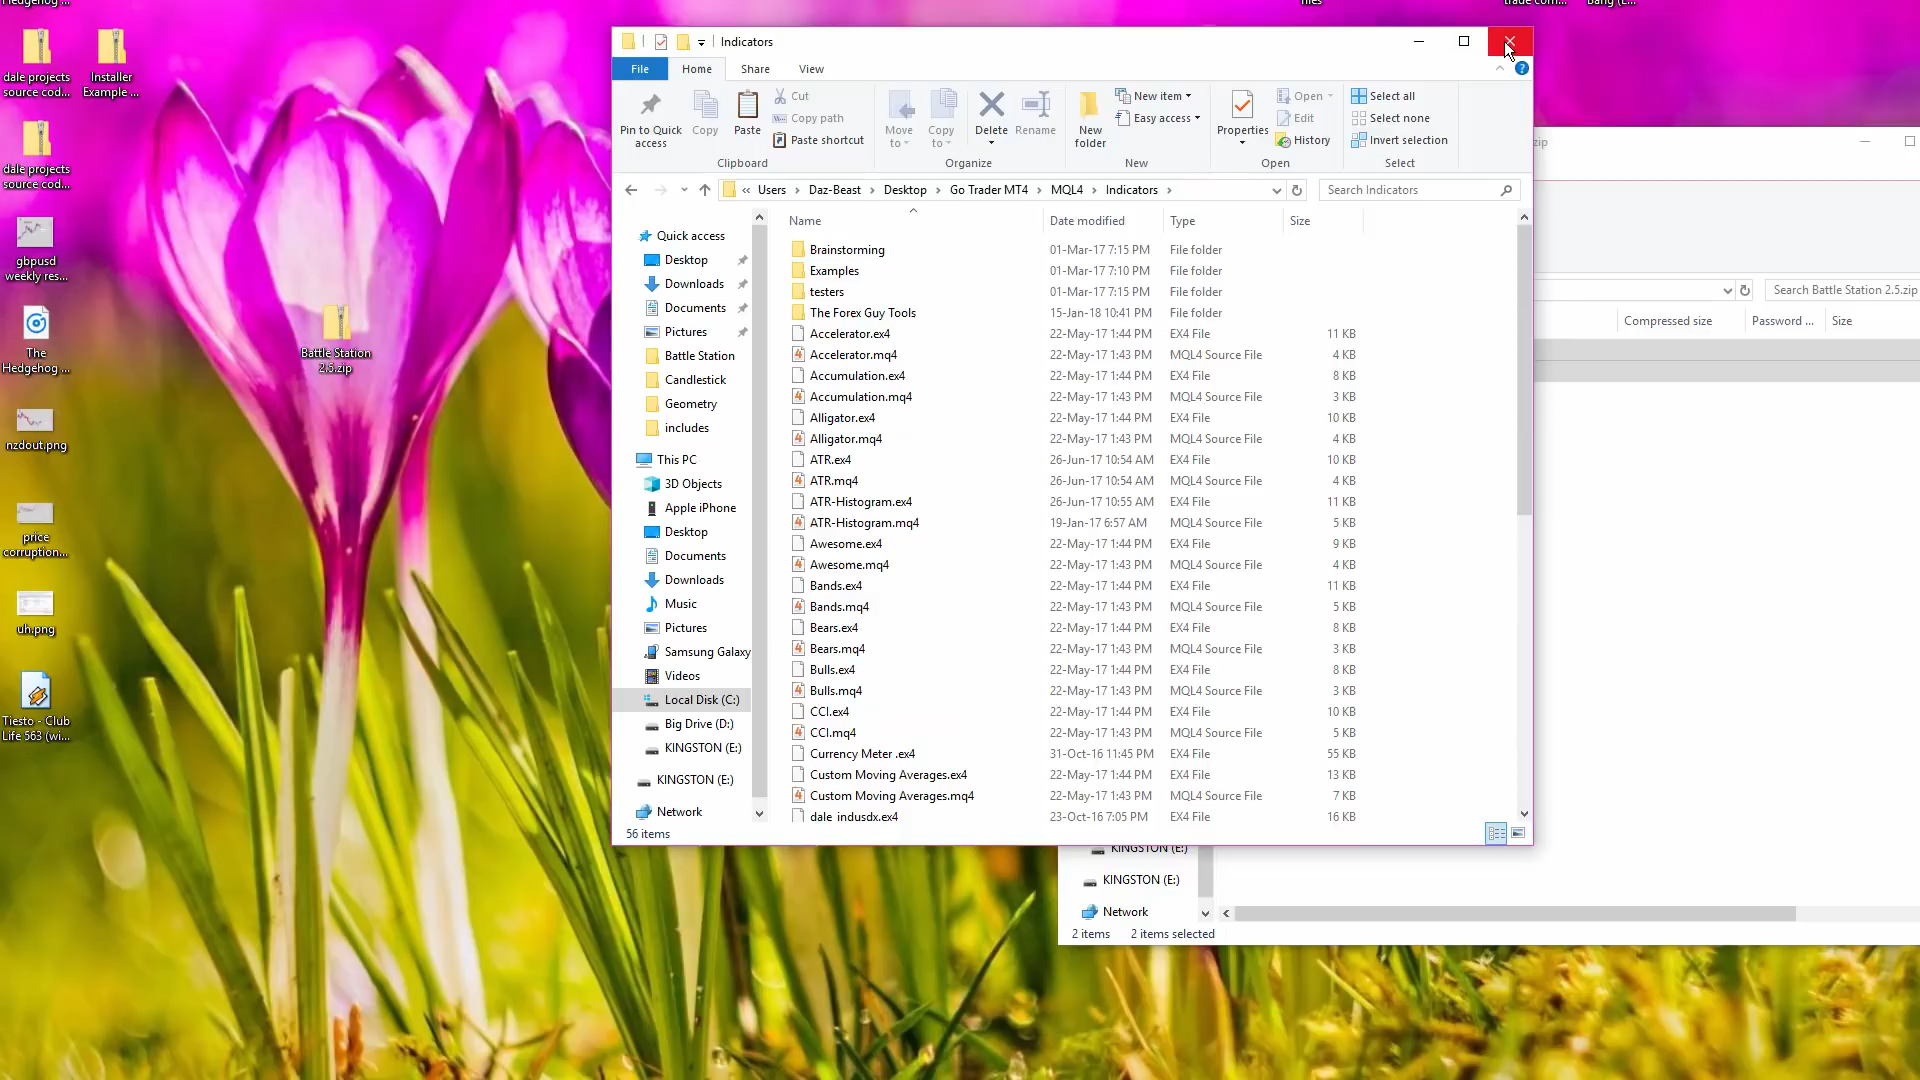 Hedgehog ...
files
trade com...
Bang (E...
dale projects
source cod...
Installer
Example ...
dale projects
source cod...
gbpusd
weekly res...
The
Hedgehog ...
nzdout.png
price
corruption...
uh.png
Tiesto - Club
Life 563 (wi...
Battle Station
2.5.zip
Indicators
File
Home
Share
View
Pin to Quick
access
Copy
Paste
Cut
Copy path
Paste shortcut
Clipboard
Move
to
Copy
to
Delete
Rename
Organize
New
folder
New item
Easy access
New
Properties
Open
Edit
History
Open
Select all
Select none
Invert selection
Select
« Users > Daz-Beast > Desktop > Go Trader MT4 > MQL4 > Indicators >
Search Indicators
Quick access
Desktop
Downloads
Documents
Pictures
Battle Station
Candlestick
Geometry
includes
This PC
3D Objects
Apple iPhone
Desktop
Documents
Downloads
Music
Pictures
Samsung Galaxy
Videos
Local Disk (C:)
Big Drive (D:)
KINGSTON (E:)
KINGSTON (E:)
Network
Name Date modified Type Size
Brainstorming 01-Mar-17 7:15 PM File folder
Examples 01-Mar-17 7:10 PM File folder
testers 01-Mar-17 7:15 PM File folder
The Forex Guy Tools 15-Jan-18 10:41 PM File folder
Accelerator.ex4 22-May-17 1:44 PM EX4 File 11 KB
Accelerator.mq4 22-May-17 1:43 PM MQL4 Source File 4 KB
Accumulation.ex4 22-May-17 1:44 PM EX4 File 8 KB
Accumulation.mq4 22-May-17 1:43 PM MQL4 Source File 3 KB
Alligator.ex4 22-May-17 1:44 PM EX4 File 10 KB
Alligator.mq4 22-May-17 1:43 PM MQL4 Source File 4 KB
ATR.ex4 26-Jun-17 10:54 AM EX4 File 10 KB
ATR.mq4 26-Jun-17 10:54 AM MQL4 Source File 4 KB
ATR-Histogram.ex4 26-Jun-17 10:55 AM EX4 File 11 KB
ATR-Histogram.mq4 19-Jan-17 6:57 AM MQL4 Source File 5 KB
Awesome.ex4 22-May-17 1:44 PM EX4 File 9 KB
Awesome.mq4 22-May-17 1:43 PM MQL4 Source File 4 KB
Bands.ex4 22-May-17 1:44 PM EX4 File 11 KB
Bands.mq4 22-May-17 1:43 PM MQL4 Source File 5 KB
Bears.ex4 22-May-17 1:44 PM EX4 File 8 KB
Bears.mq4 22-May-17 1:43 PM MQL4 Source File 3 KB
Bulls.ex4 22-May-17 1:44 PM EX4 File 8 KB
Bulls.mq4 22-May-17 1:43 PM MQL4 Source File 3 KB
CCI.ex4 22-May-17 1:44 PM EX4 File 10 KB
CCI.mq4 22-May-17 1:43 PM MQL4 Source File 5 KB
Currency Meter .ex4 31-Oct-16 11:45 PM EX4 File 55 KB
Custom Moving Averages.ex4 22-May-17 1:44 PM EX4 File 13 KB
Custom Moving Averages.mq4 22-May-17 1:43 PM MQL4 Source File 7 KB
dale_indusdx.ex4 23-Oct-16 7:05 PM EX4 File 16 KB
56 items
zip
Search Battle Station 2.5.zip
Compressed size Password ... Size
KINGSTON (E:)
KINGSTON (E:)
Network
2 items 2 items selected